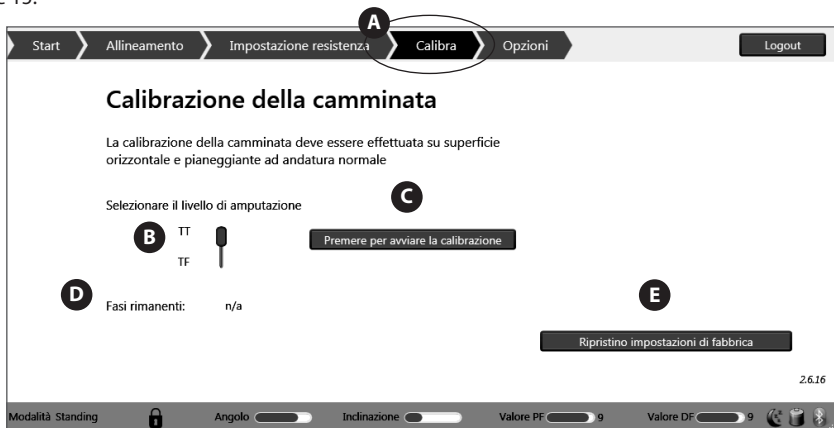 A
Start Allineamento Impostazione resistenza Calibra Opzioni Logout
Calibrazione della camminata
La calibrazione della camminata deve essere effettuata su superficie
orizzontale e pianeggiante ad andatura normale
Selezionare il livello di amputazione
C
B TT
Premere per avviare la calibrazione
TF
D
E
Fasi rimanenti: n/a
Ripristino impostazioni di fabbrica
2.6.16
Modalità Standing Angolo Inclinazione Valore PF 9 Valore DF 9